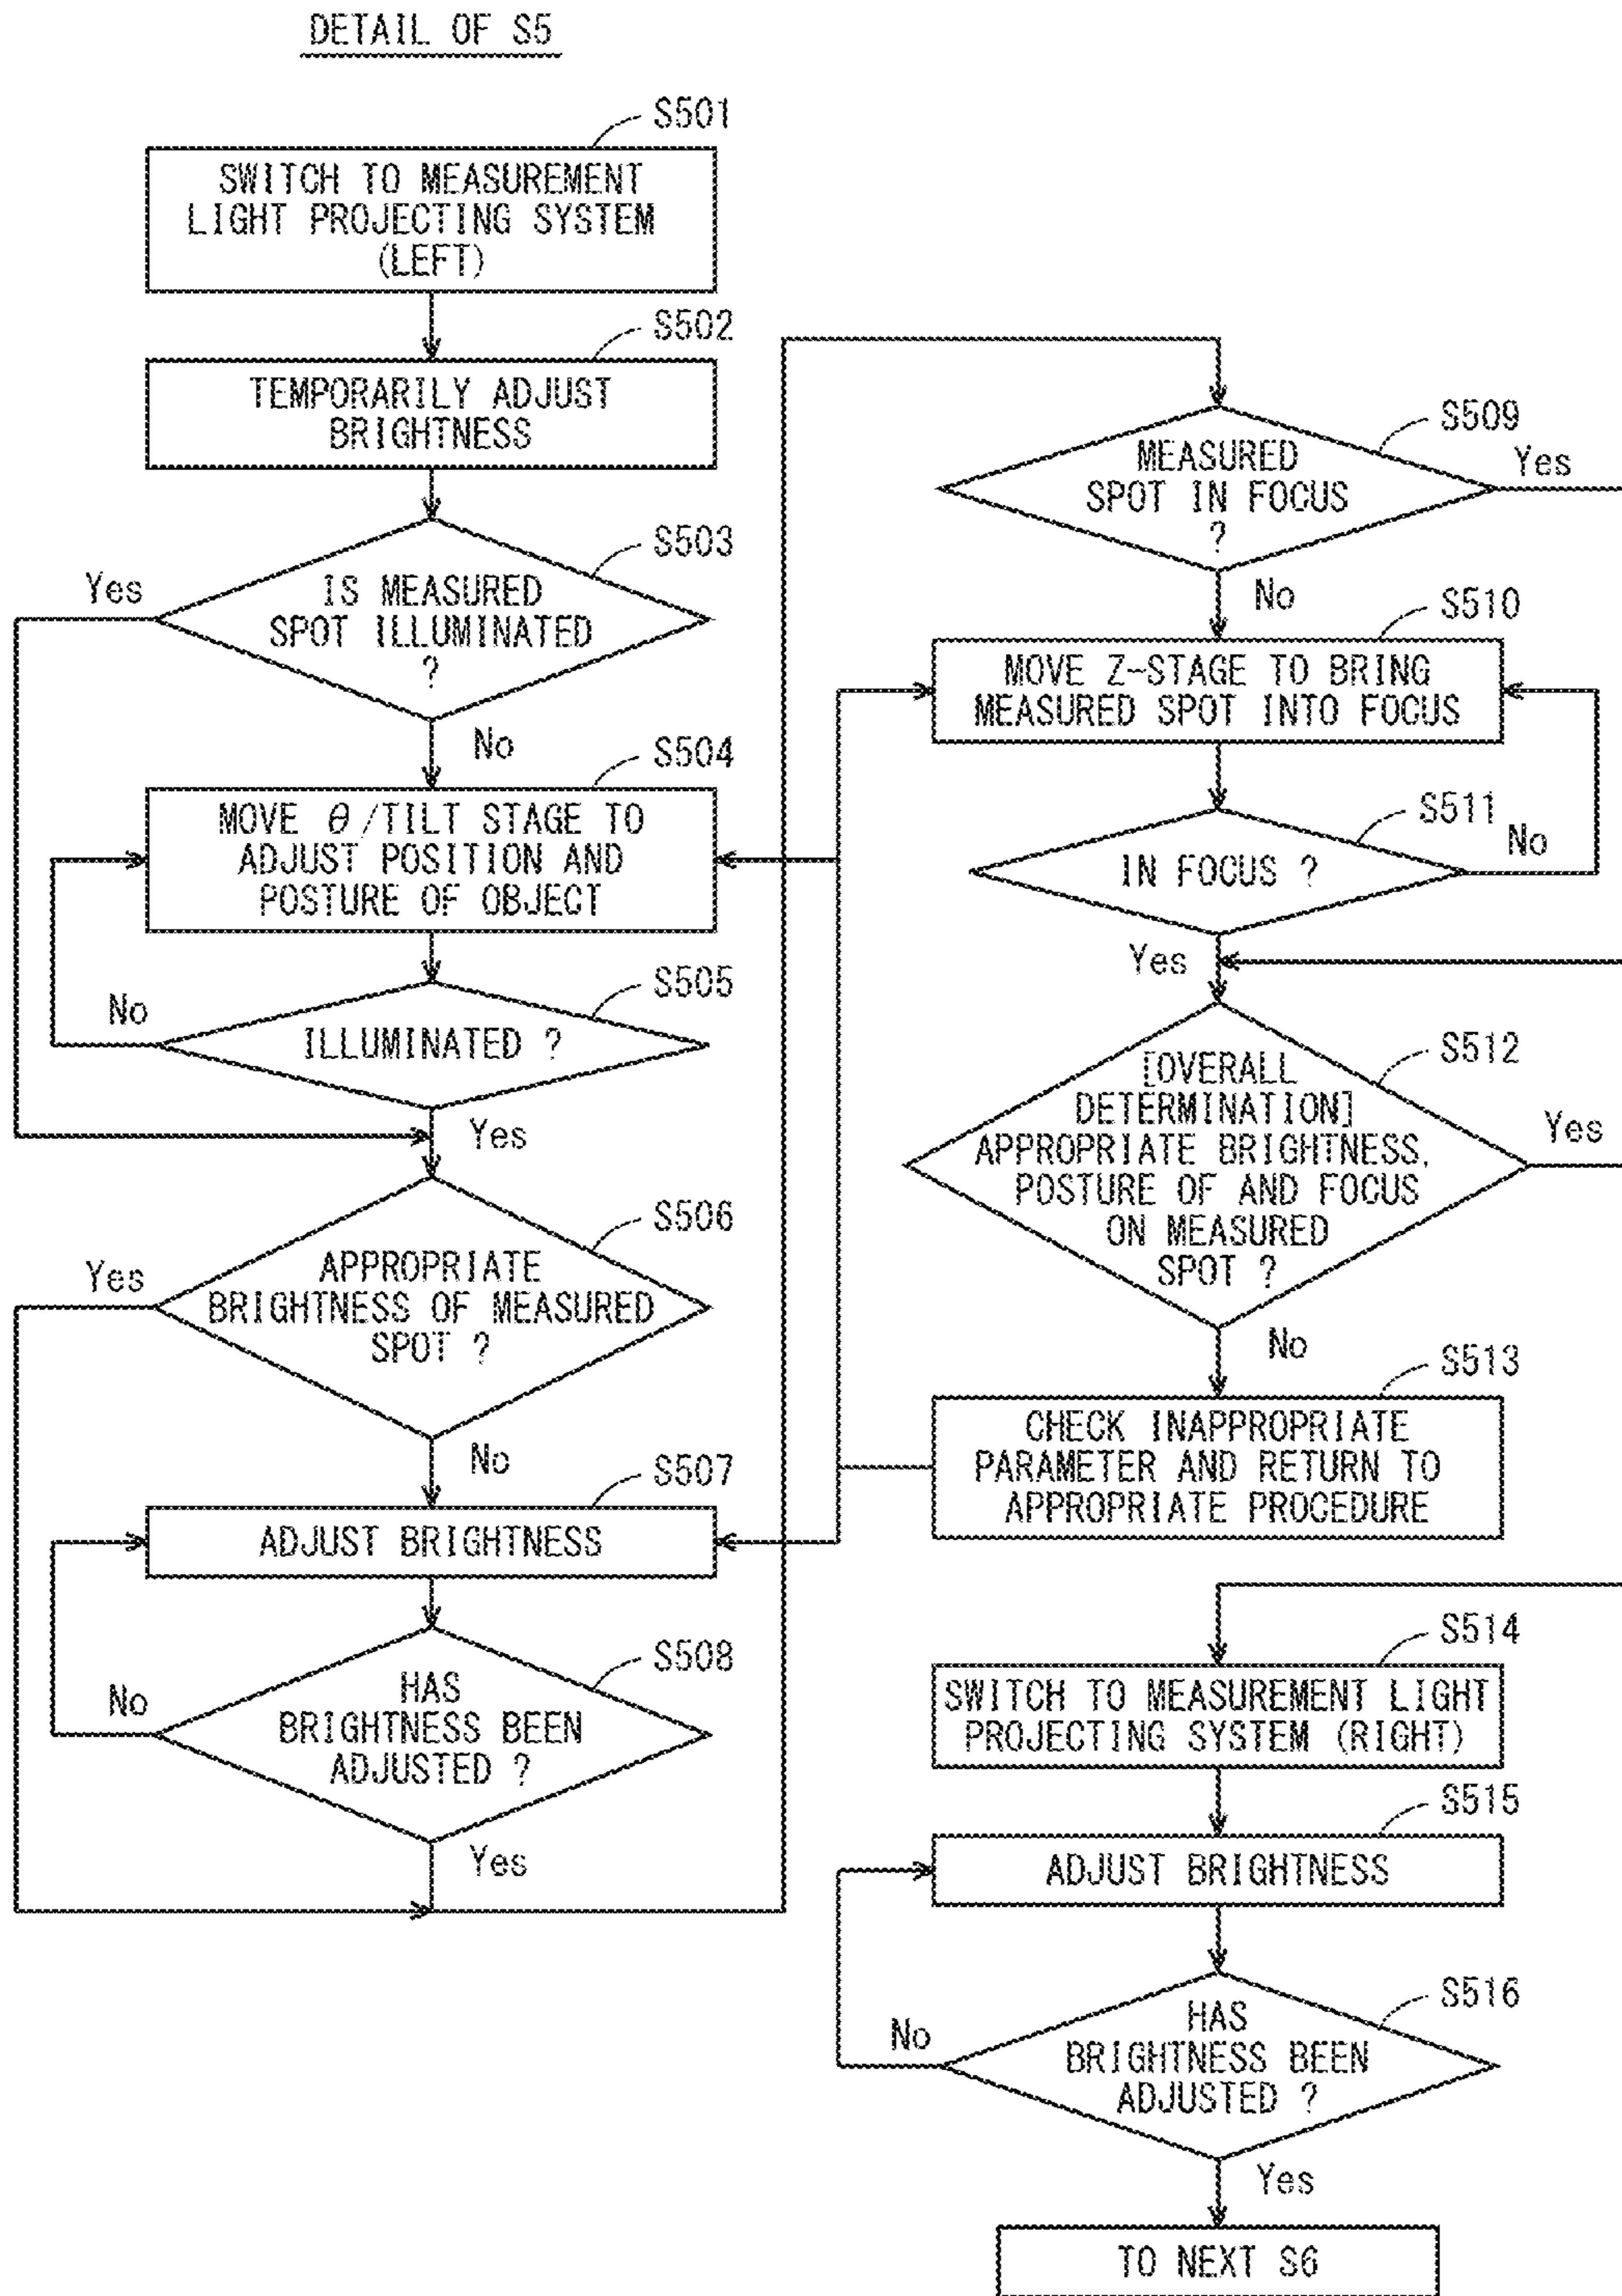 DETAIL OF S5
S501
SWITCH TO MEASUREMENT
LIGHT PROJECTING SYSTEM
(LEFT)
S502
TEMPORARILY ADJUST
BRIGHTNESS
S503
Yes
IS MEASURED
SPOT ILLUMINATED
?
No
S504
MOVE θ/TILT STAGE TO
ADJUST POSITION AND
POSTURE OF OBJECT
S505
No
ILLUMINATED ?
Yes
S506
Yes
APPROPRIATE
BRIGHTNESS OF MEASURED
SPOT ?
No
S507
ADJUST BRIGHTNESS
S508
No
HAS
BRIGHTNESS BEEN
ADJUSTED ?
Yes
S509
MEASURED
SPOT IN FOCUS
?
Yes
No
S510
MOVE Z-STAGE TO BRING
MEASURED SPOT INTO FOCUS
S511
No
IN FOCUS ?
Yes
S512
[OVERALL
DETERMINATION]
APPROPRIATE BRIGHTNESS,
POSTURE OF AND FOCUS
ON MEASURED
SPOT ?
Yes
No
S513
CHECK INAPPROPRIATE
PARAMETER AND RETURN TO
APPROPRIATE PROCEDURE
S514
SWITCH TO MEASUREMENT LIGHT
PROJECTING SYSTEM (RIGHT)
S515
ADJUST BRIGHTNESS
S516
No
HAS
BRIGHTNESS BEEN
ADJUSTED ?
Yes
TO NEXT S6